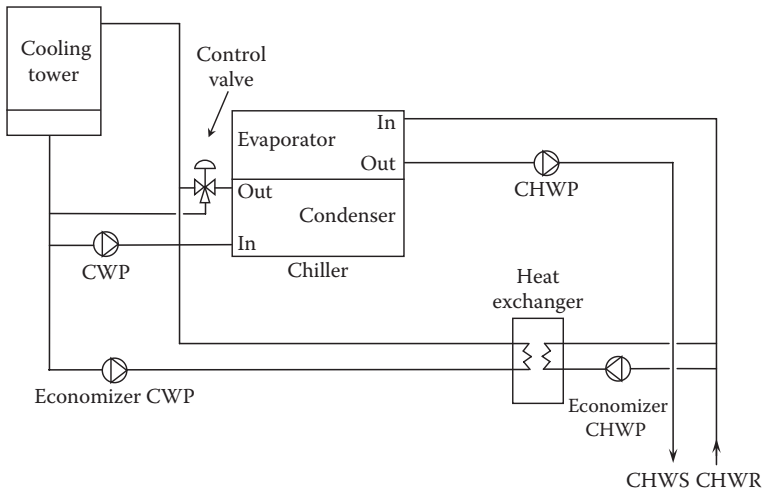 Cooling
tower
Control
valve
In
Evaporator
Out
CHWP
Out
Condenser
In
CWP
Chiller
Heat
exchanger
Economizer CWP
Economizer
CHWP
CHWS CHWR